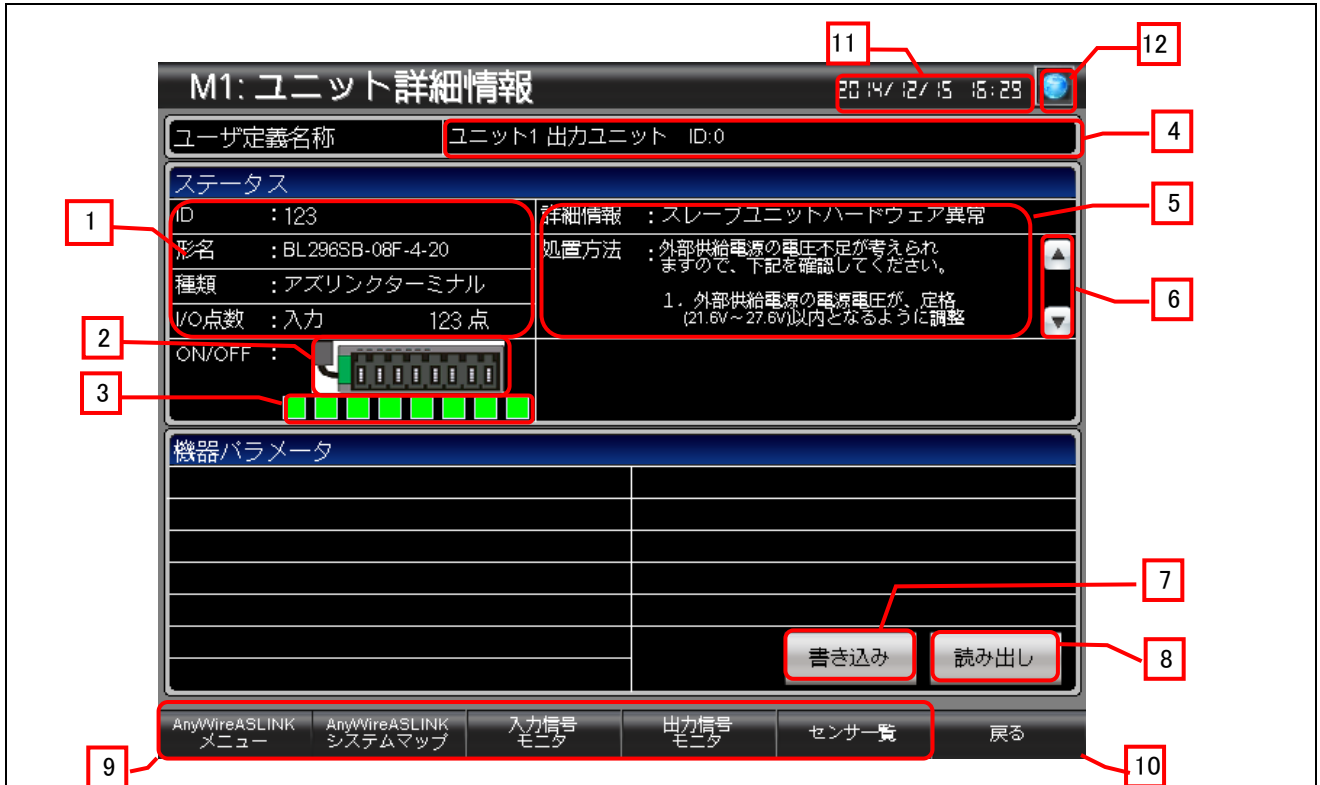 11
12
M1: ユニット詳細情報
2014/12/15 16:29
ユーザ定義名称
ユニット1 出力ユニット ID:0
4
ステータス
1
ID :123
詳細情報 :スレーブユニットハードウェア異常
5
形名 :BL296SB-08F-4-20
処置方法 :外部供給電源の電圧不足が考えられ
ますので、下記を確認してください。
種類 :アズリンクターミナル
1. 外部供給電源の電源電圧が、定格
(21.6V~27.6V)以内となるように調整
6
I/O点数 :入力 123 点
2
ON/OFF :
3
機器パラメータ
7
書き込み
読み出し
8
AnyWireASLINK
メニュー
AnyWireASLINK
システムマップ
入力信号
モニタ
出力信号
モニタ
センサ一覧
戻る
9
10